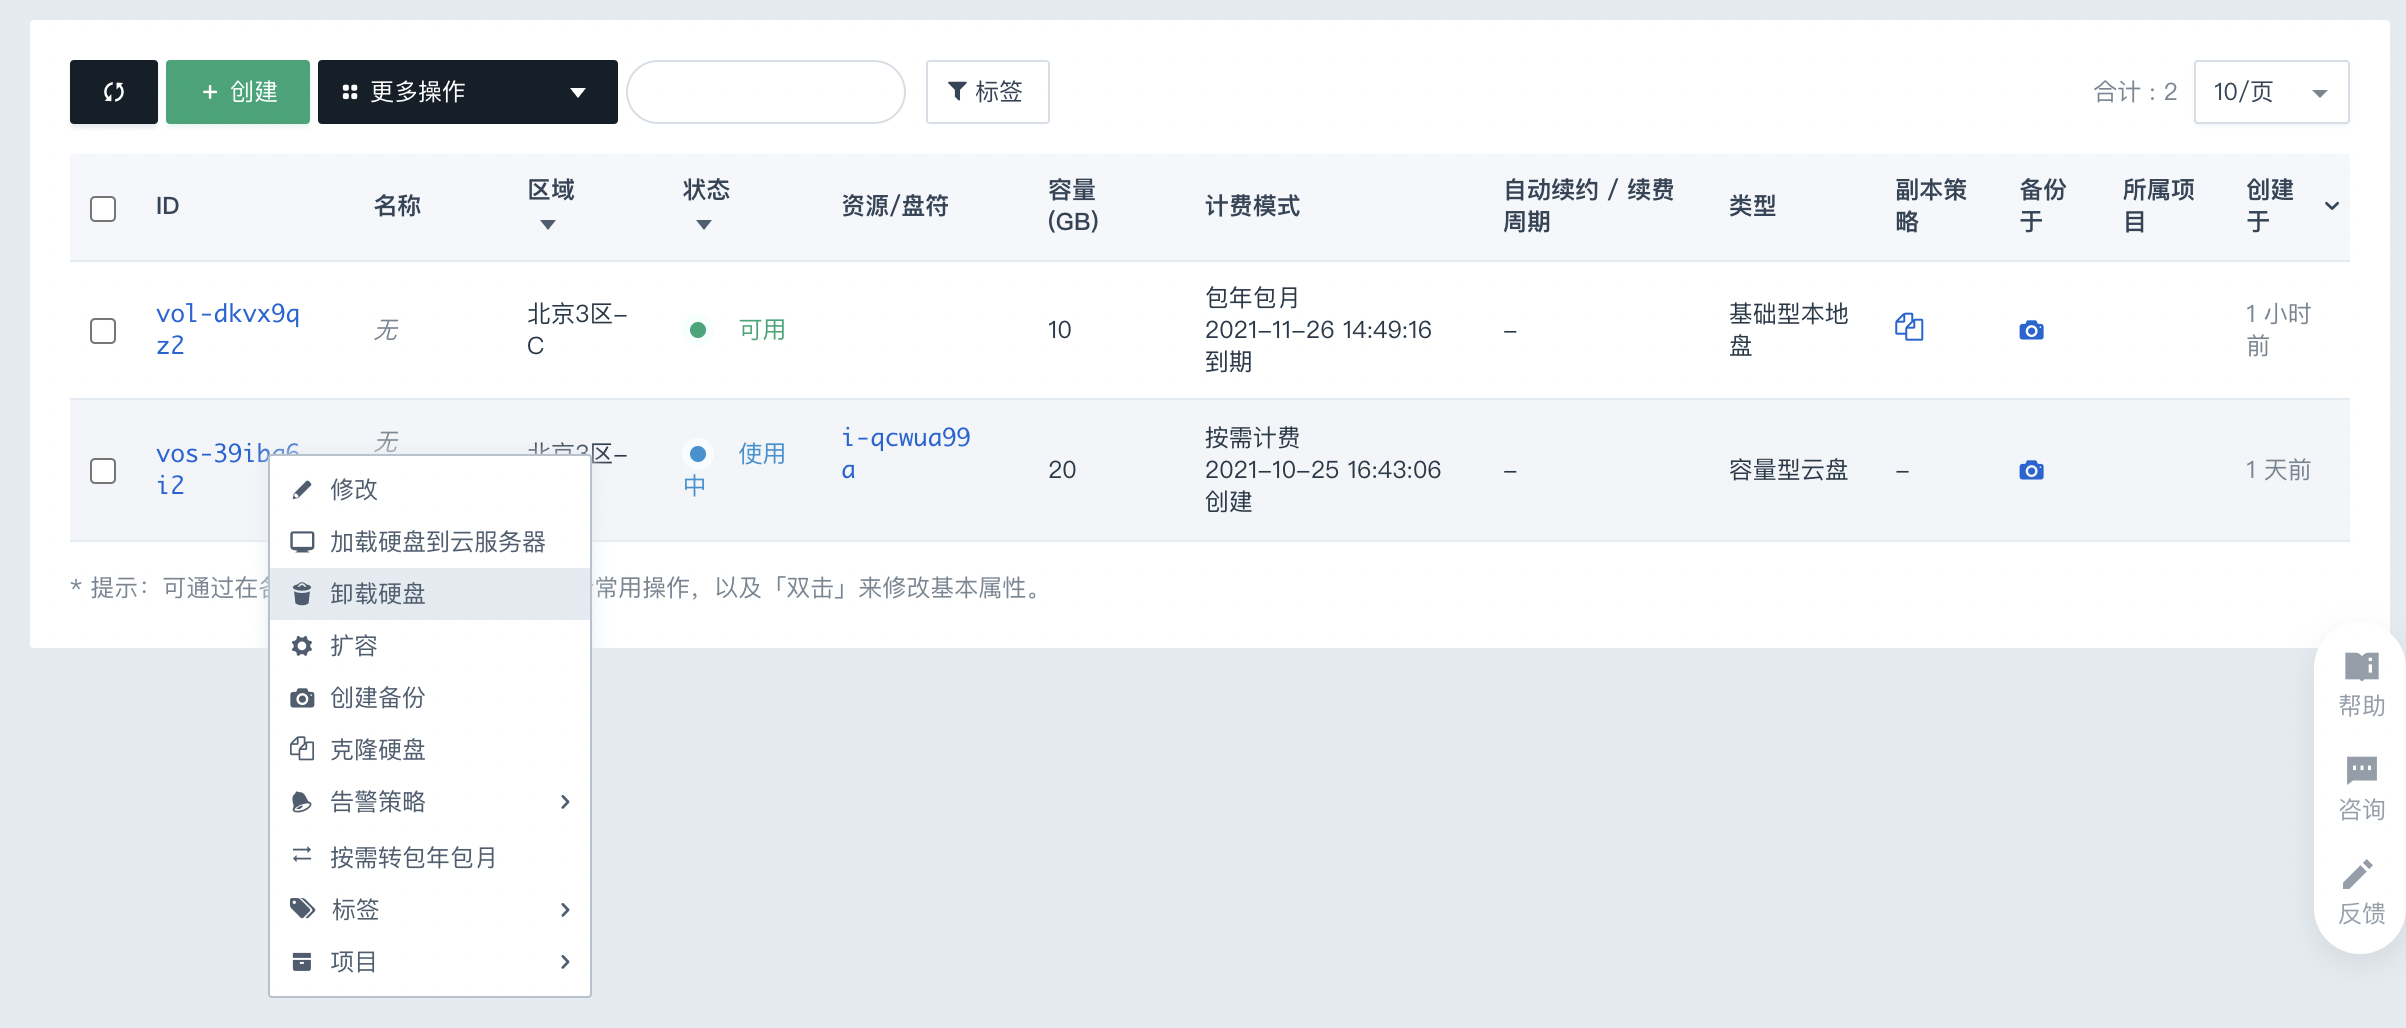 + 创建
更多操作
标签
合计：2
10/页
ID
名称
区域
状态
资源/盘符
容量
(GB)
计费模式
自动续约 / 续费
周期
类型
副本策
略
备份
于
所属项
目
创建
于
vol-dkvx9q
z2
无
北京3区-
C
可用
10
包年包月
2021-11-26 14:49:16
到期
-
基础型本地
盘
1 小时
前
vos-39ibq6
i2
无
北京3区-
使用
中
i-qcwua99
a
20
按需计费
2021-10-25 16:43:06
创建
-
容量型云盘
-
1 天前
* 提示：可通过在各
常用操作，以及「双击」来修改基本属性。
修改
加载硬盘到云服务器
卸载硬盘
扩容
创建备份
克隆硬盘
告警策略
按需转包年包月
标签
项目
帮助
咨询
反馈